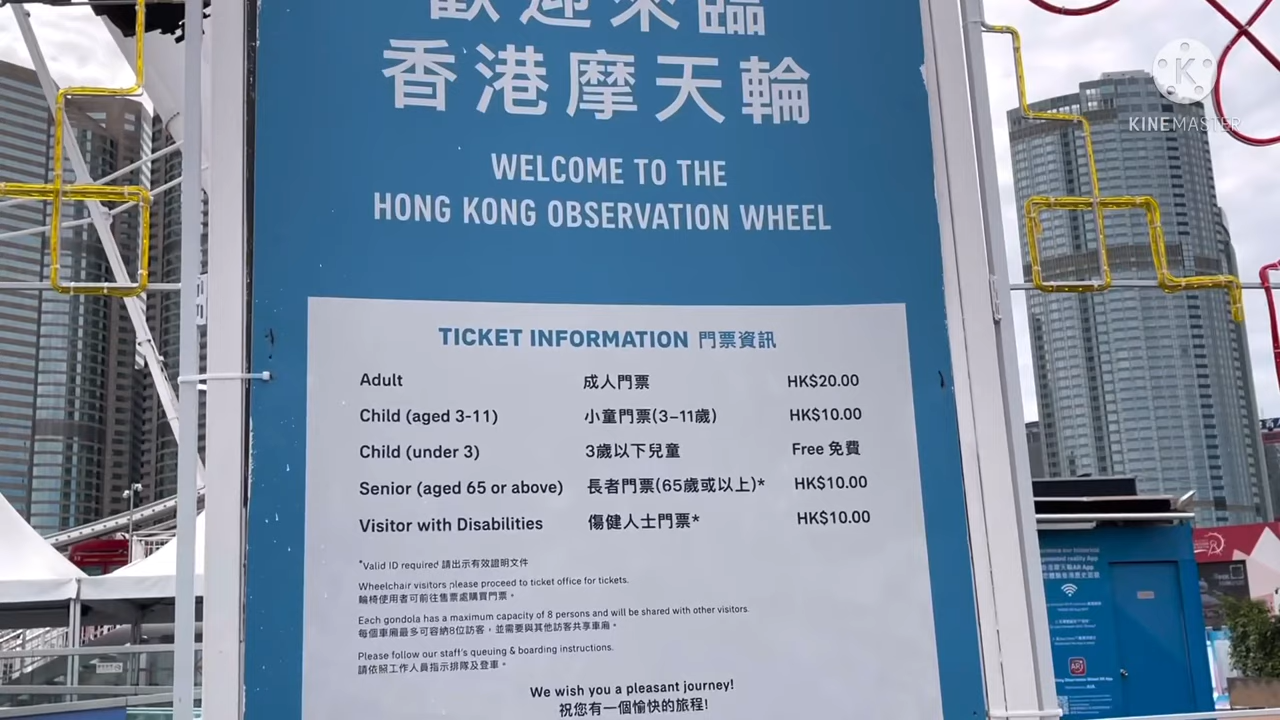 歡迎來臨
香港摩天輪
WELCOME TO THE
HONG KONG OBSERVATION WHEEL
KINEMASTER
TICKET INFORMATION 門票資訊
Adult 成人門票 HK$20.00
Child (aged 3-11) 小童門票(3–11歲) HK$10.00
Child (under 3) 3歲以下兒童 Free 免費
Senior (aged 65 or above) 長者門票(65歲或以上)* HK$10.00
Visitor with Disabilities 傷健人士門票* HK$10.00
*Valid ID required 請出示有效證明文件
Wheelchair visitors please proceed to ticket office for tickets.
輪椅使用者可前往售票處購買門票。
Each gondola has a maximum capacity of 8 persons and will be shared with other visitors.
每個車廂最多可容納8位訪客，並需要與其他訪客共享車廂。
Please follow our staff's queuing & boarding instructions.
請依照工作人員指示排隊及登車。
We wish you a pleasant journey!
祝您有一個愉快的旅程!